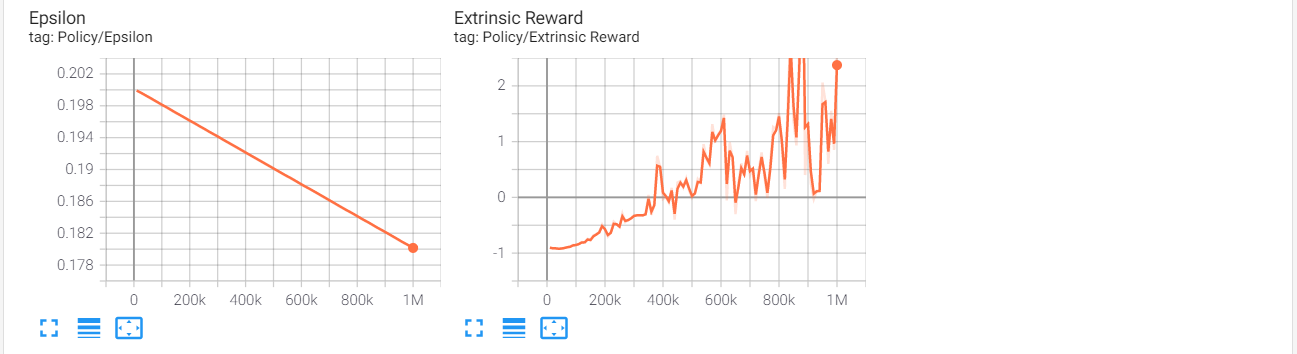 Epsilon
tag: Policy/Epsilon
0.202
0.198
0.194
0.19
0.186
0.182
0.178
0 200k 400k 600k 800k 1M
Extrinsic Reward
tag: Policy/Extrinsic Reward
2
1
0
-1
0 200k 400k 600k 800k 1M